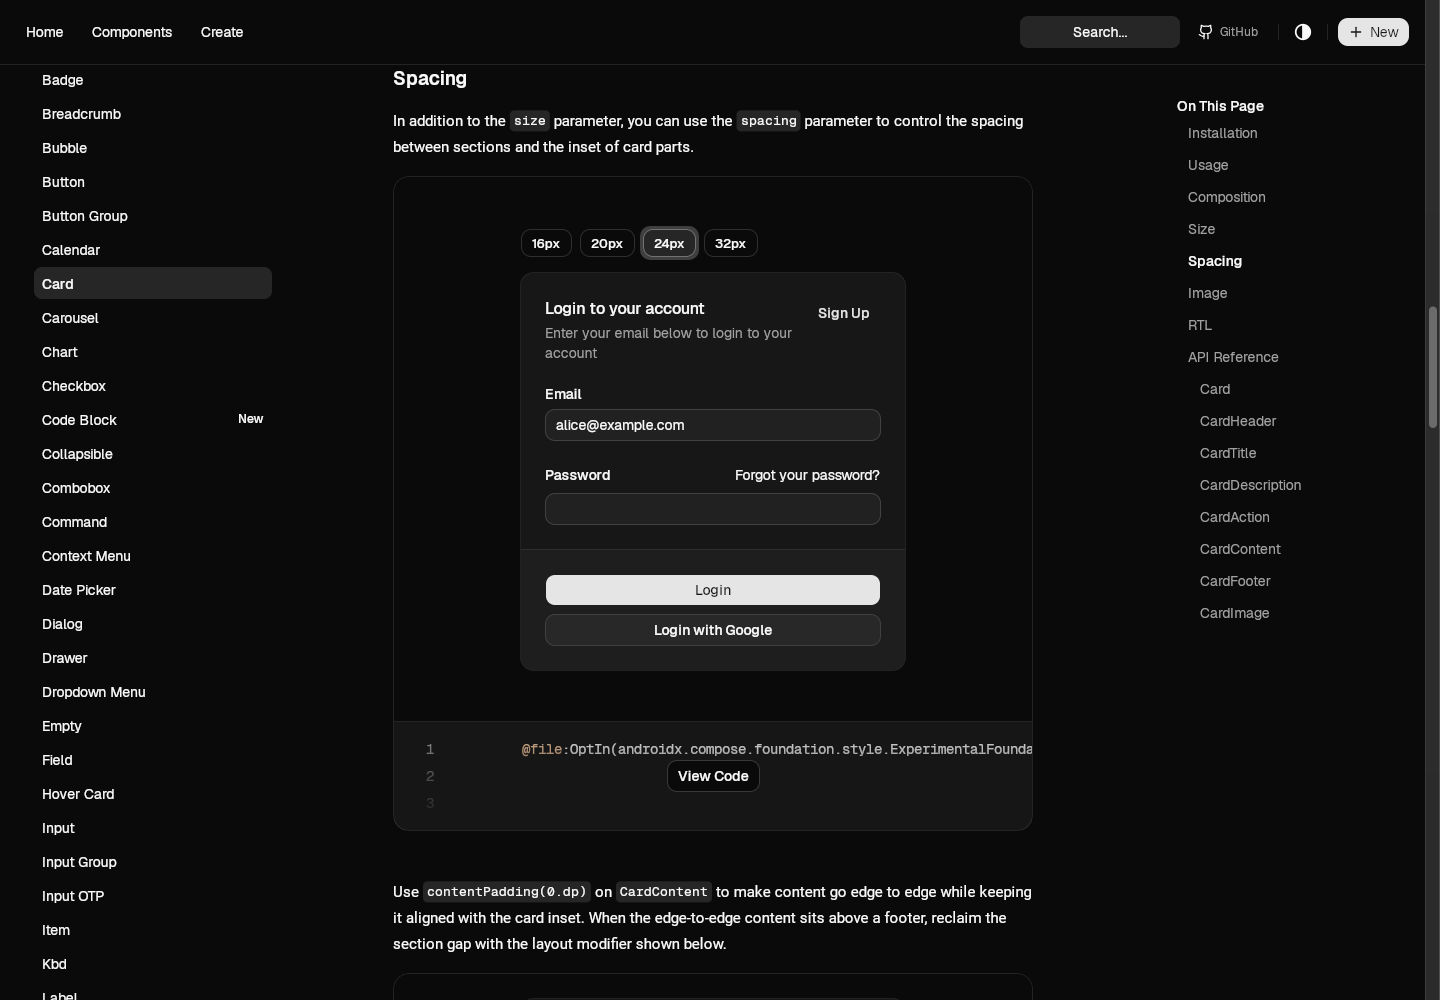 Home
Components
Create
Search...
GitHub
New
Badge
Breadcrumb
Bubble
Button
Button Group
Calendar
Card
Carousel
Chart
Checkbox
Code Block
New
Collapsible
Combobox
Command
Context Menu
Date Picker
Dialog
Drawer
Dropdown Menu
Empty
Field
Hover Card
Input
Input Group
Input OTP
Item
Kbd
Label
Spacing
In addition to the size parameter, you can use the spacing parameter to control the spacing
between sections and the inset of card parts.
16px
20px
24px
32px
Login to your account
Sign Up
Enter your email below to login to your
account
Email
alice@example.com
Password
Forgot your password?
Login
Login with Google
1 @file:OptIn(androidx.compose.foundation.style.ExperimentalFounda
2
View Code
3
Use contentPadding(0.dp) on CardContent to make content go edge to edge while keeping
it aligned with the card inset. When the edge-to-edge content sits above a footer, reclaim the
section gap with the layout modifier shown below.
On This Page
Installation
Usage
Composition
Size
Spacing
Image
RTL
API Reference
Card
CardHeader
CardTitle
CardDescription
CardAction
CardContent
CardFooter
CardImage